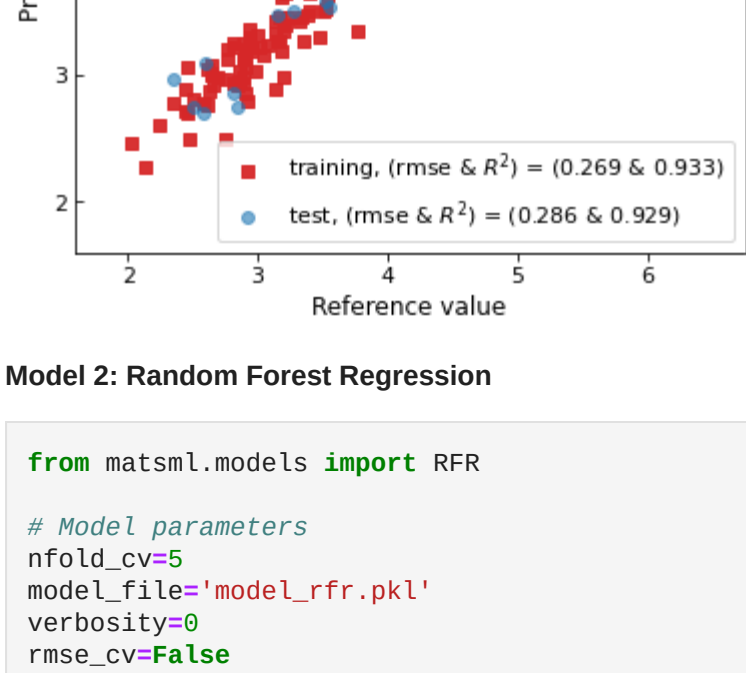 Pr
3
2
training, (rmse & R²) = (0.269 & 0.933)
test, (rmse & R²) = (0.286 & 0.929)
2 3 4 5 6
Reference value
Model 2: Random Forest Regression
from matsml.models import RFR
# Model parameters
nfold_cv=5
model_file='model_rfr.pkl'
verbosity=0
rmse_cv=False